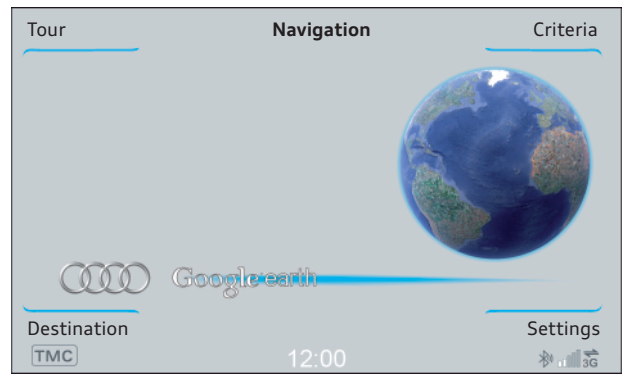 Tour Navigation Criteria
Google earth
Destination Settings
TMC 12:00 3G